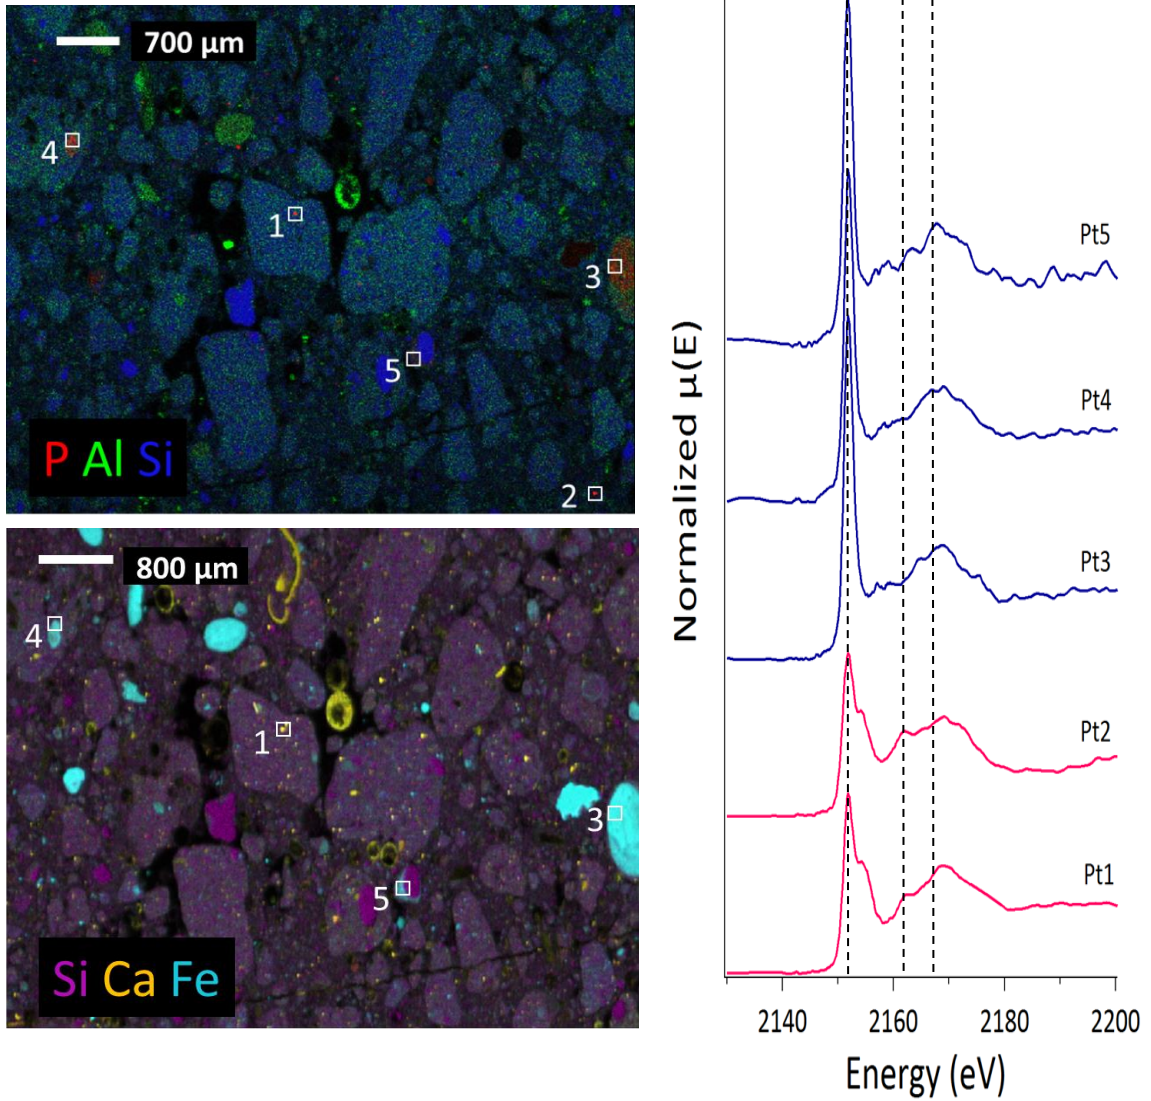 700 μm
4
1
3
5
2
P Al Si
800 μm
4
1
3
5
Si Ca Fe
Normalized μ(E)
Pt5
Pt4
Pt3
Pt2
Pt1
2140 2160 2180 2200
Energy (eV)